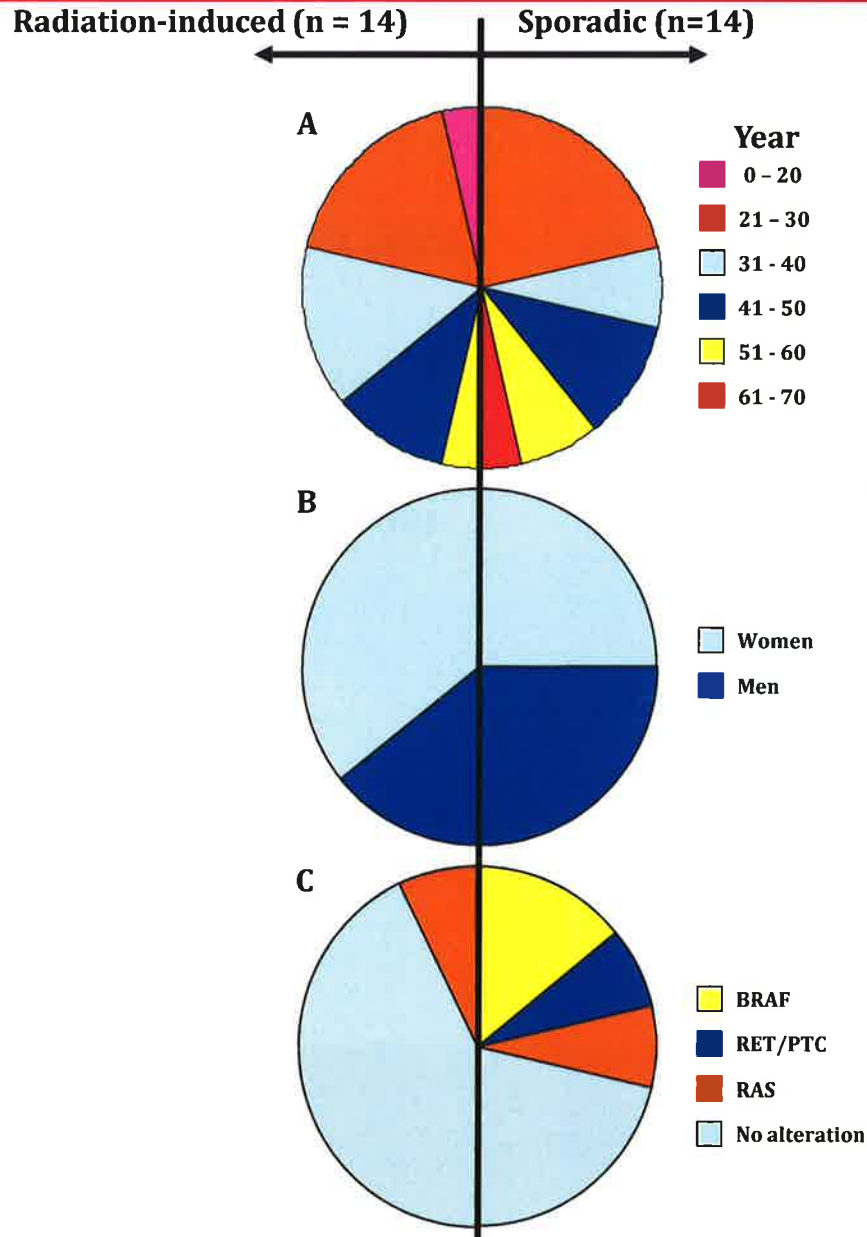 Radiation-induced (n = 14)
Sporadic (n=14)
A
Year
0 – 20
21 – 30
31 - 40
41 - 50
51 - 60
61 - 70
B
Women
Men
C
BRAF
RET/PTC
RAS
No alteration